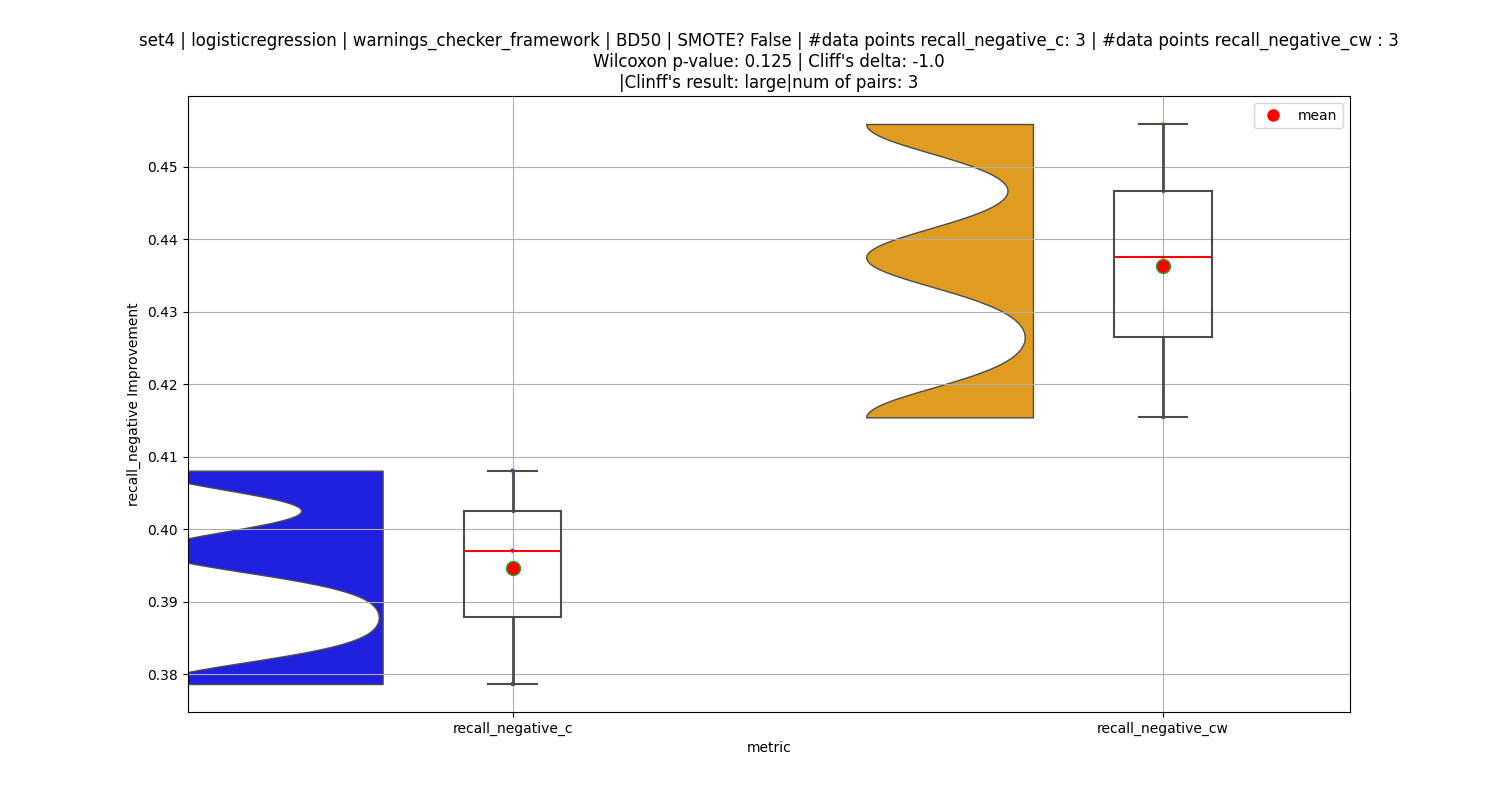 set4 | logisticregression | warnings_checker_framework | BD50 | SMOTE? False | #data points recall_negative_c: 3 | #data points recall_negative_cw : 3
Wilcoxon p-value: 0.125 | Cliff's delta: -1.0
|Clinff's result: large|num of pairs: 3
mean
0.45
0.44
0.43
0.42
0.41
0.40
0.39
0.38
recall_negative Improvement
recall_negative_c
recall_negative_cw
metric